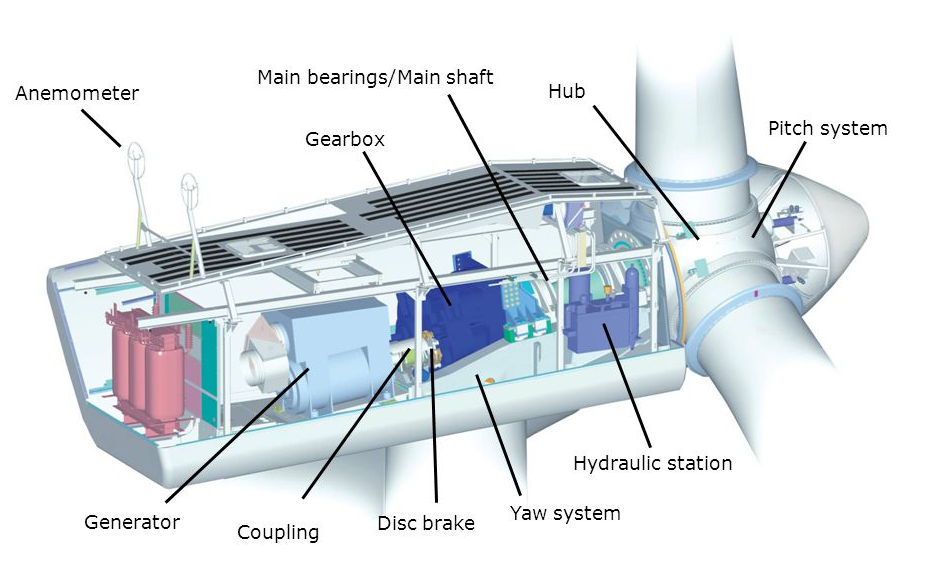 Main bearings/Main shaft
Anemometer
Hub
Pitch system
Gearbox
Hydraulic station
Generator
Coupling
Disc brake
Yaw system